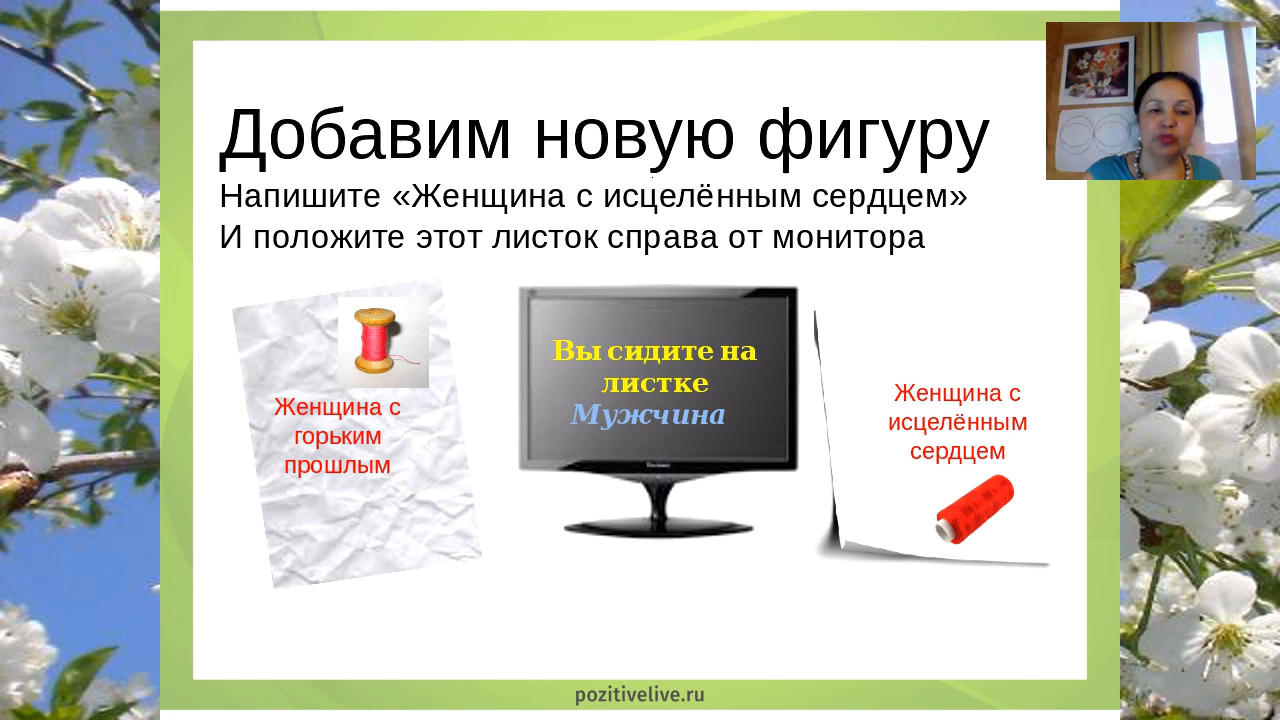 Добавим новую фигуру
Напишите «Женщина с исцелённым сердцем»
И положите этот листок справа от монитора
Женщина с
горьким
прошлым
Вы сидите на
листке
Мужчина
Женщина с
исцелённым
сердцем
pozitivelive.ru